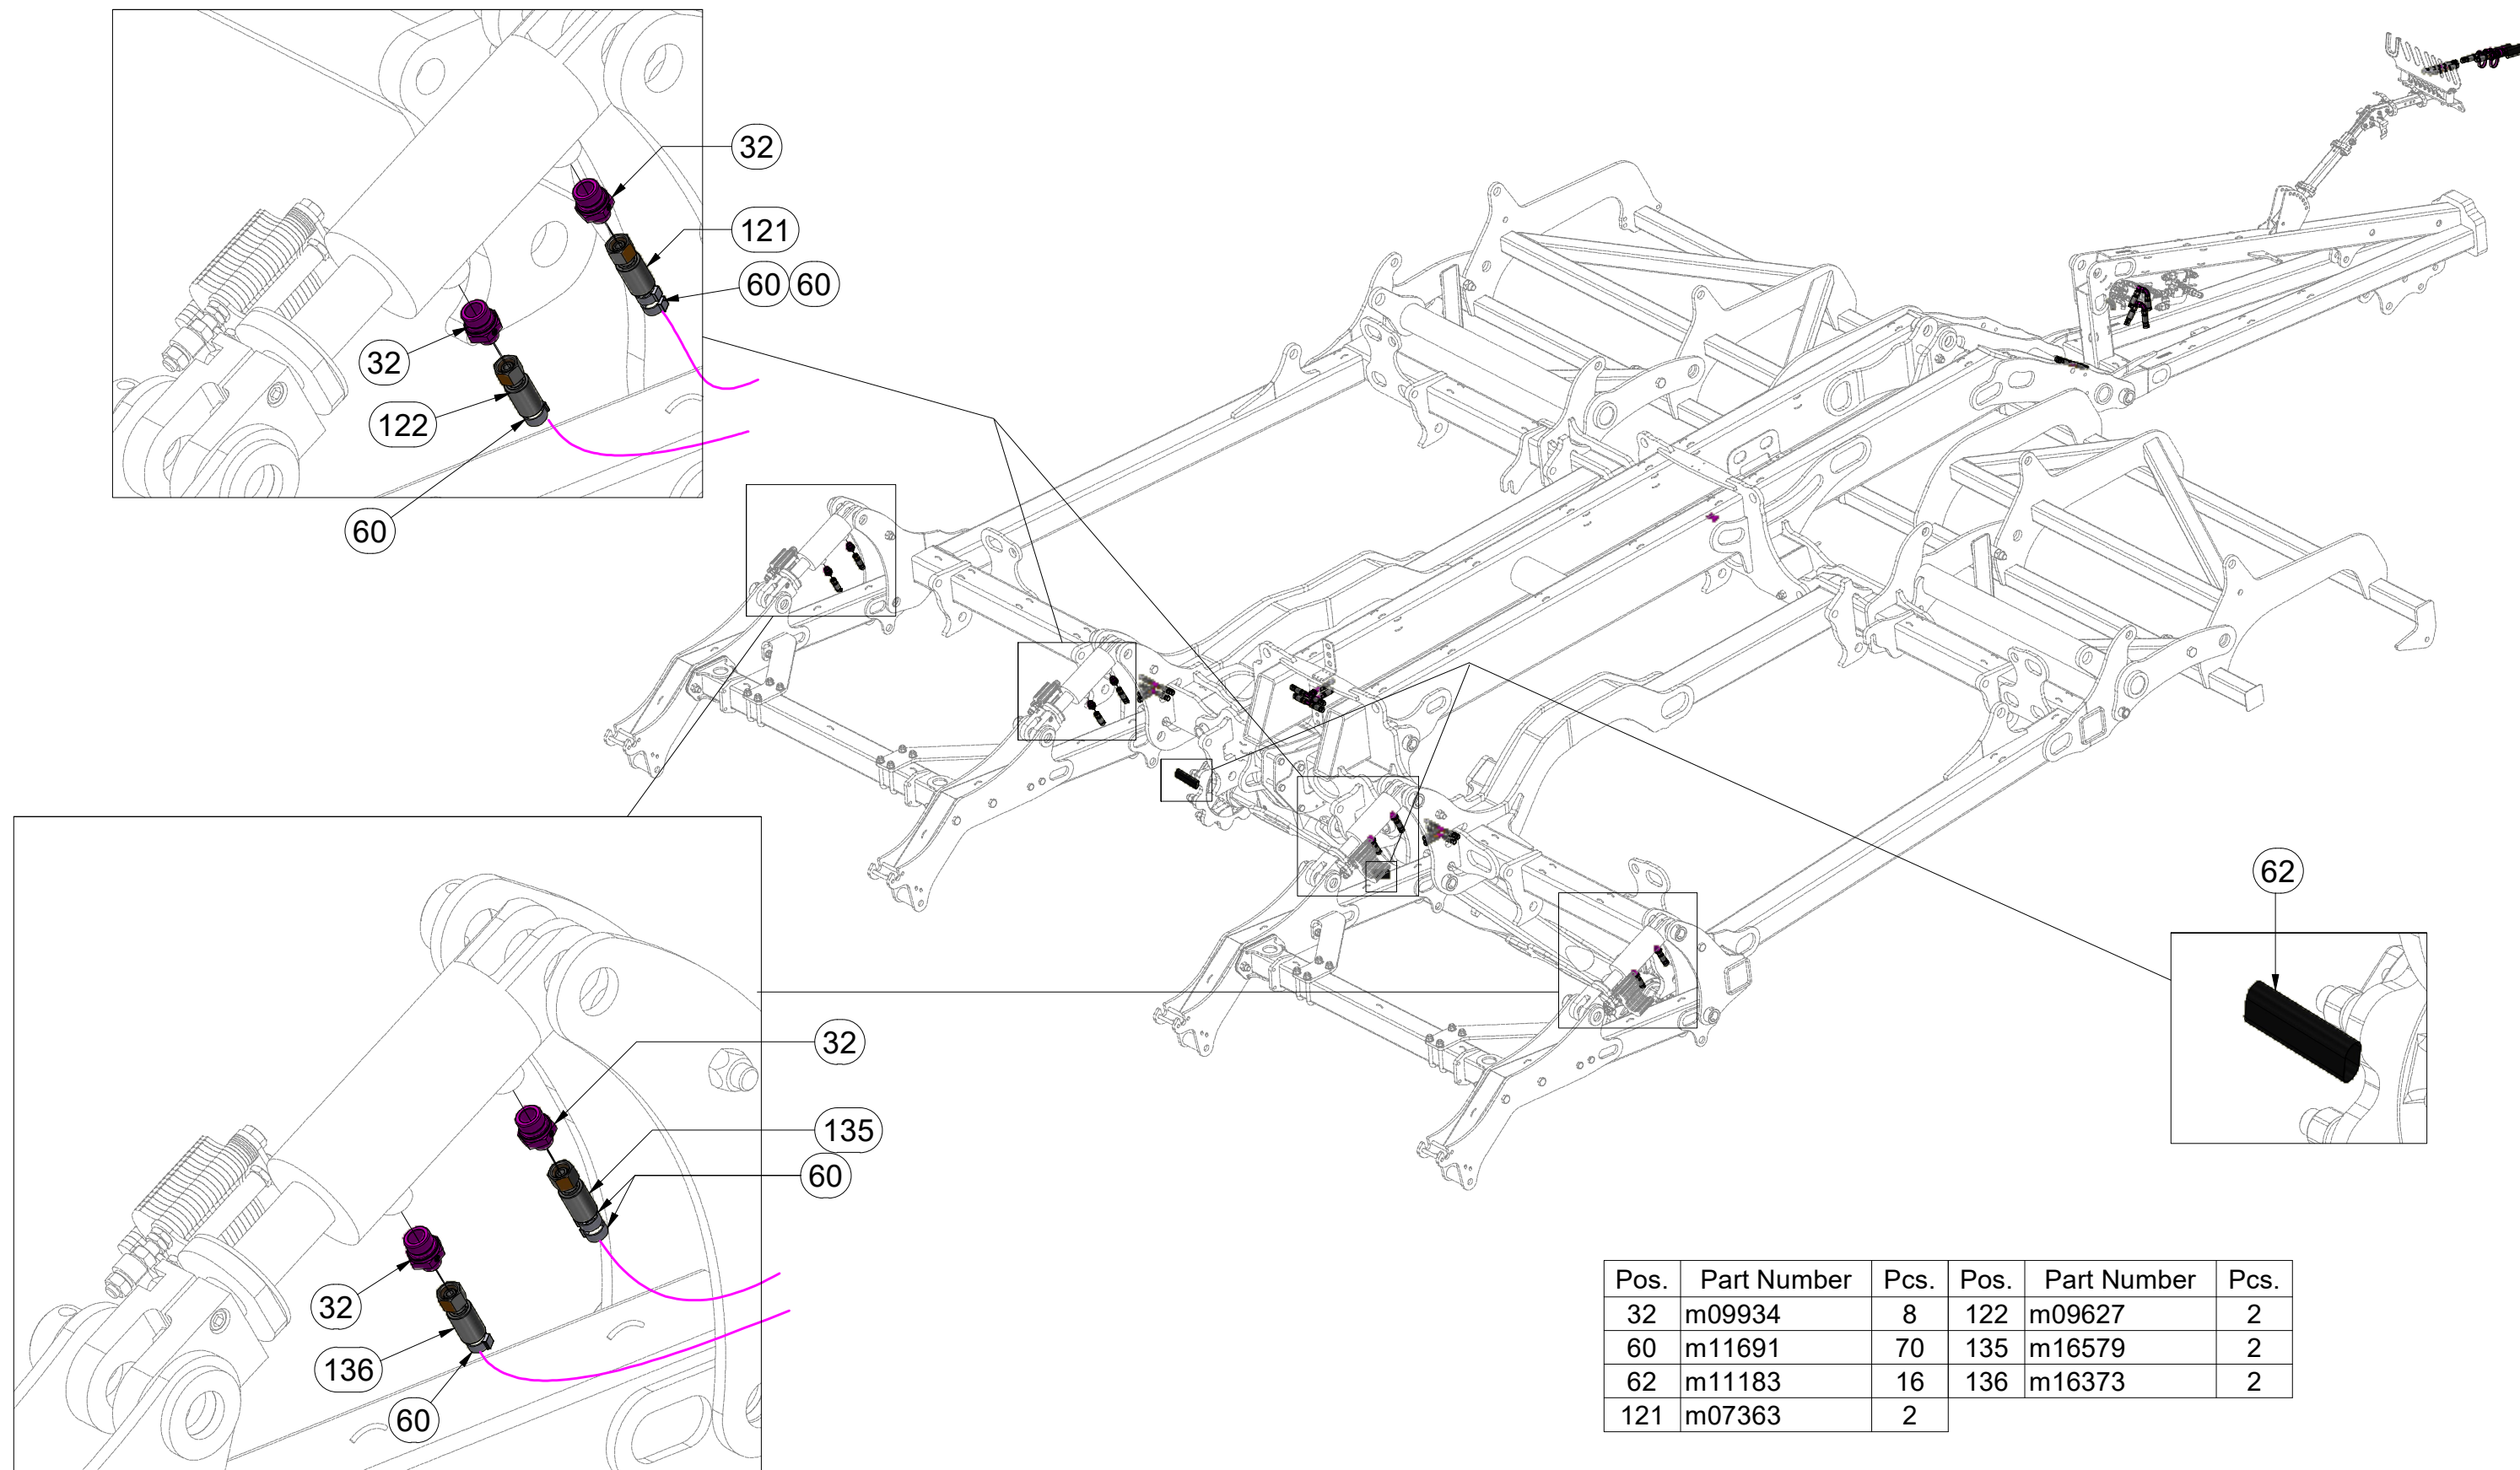 32
121
60 60
32
122
60
62
32
135
60
32
136
60
Pos. Part Number Pcs. Pos. Part Number Pcs.
32 m09934 8 122 m09627 2
60 m11691 70 135 m16579 2
62 m11183 16 136 m16373 2
121 m07363 2